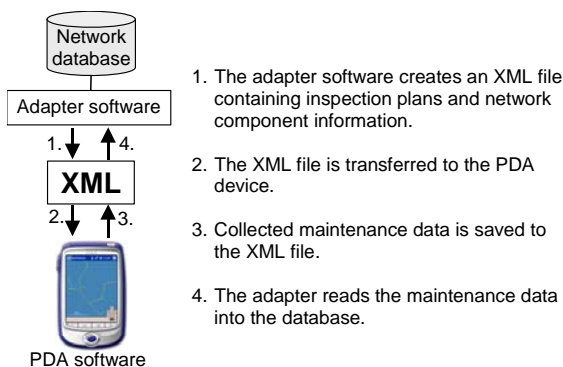 Network
database
Adapter software
1.
4.
XML
2.
3.
PDA software
1. The adapter software creates an XML file
containing inspection plans and network
component information.
2. The XML file is transferred to the PDA
device.
3. Collected maintenance data is saved to
the XML file.
4. The adapter reads the maintenance data
into the database.